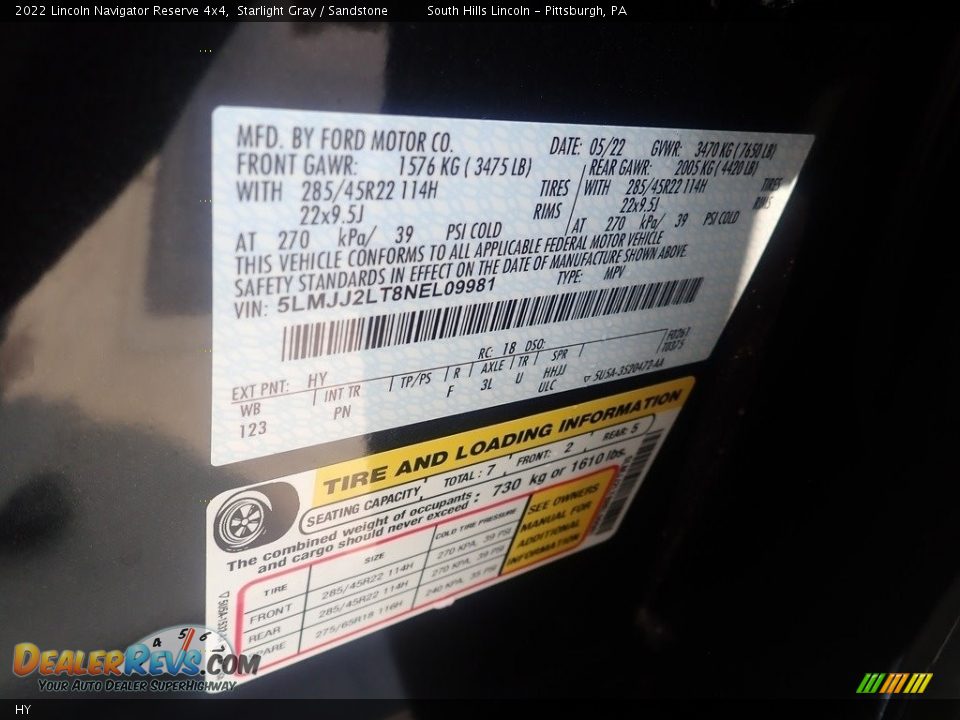 2022 Lincoln Navigator Reserve 4x4, Starlight Gray / Sandstone South Hills Lincoln - Pittsburgh, PA
MFD. BY FORD MOTOR CO. DATE: 05/22 GVWR: 3470 KG (7650 LB)
FRONT GAWR: 1576 KG (3475 LB) REAR GAWR: 2005 KG (4420 LB)
WITH 285/45R22 114H TIRES WITH 285/45R22 114H TIRES
22x9.5J RIMS 22x9.5J RIMS
AT 270 kPa/ 39 PSI COLD AT 270 kPa/ 39 PSI COLD
THIS VEHICLE CONFORMS TO ALL APPLICABLE FEDERAL MOTOR VEHICLE
SAFETY STANDARDS IN EFFECT ON THE DATE OF MANUFACTURE SHOWN ABOVE.
VIN: 5LMJJ2LT8NEL09981 TYPE: MPV
EXT PNT: HY RC: 18 DSO:
WB INT TR TP/PS R AXLE TR SPR
123 PN F 3L U HHJJ
ULC
5U5A-3520472-AA
TIRE AND LOADING INFORMATION
SEATING CAPACITY TOTAL: 7 FRONT: 2 REAR: 5
The combined weight of occupants and cargo should never exceed: 730 kg or 1610 lbs.
TIRE SIZE COLD TIRE PRESSURE
FRONT 285/45R22 114H 270 KPA, 39 PSI
REAR 285/45R22 114H 270 KPA, 39 PSI
SPARE 275/65R18 116H 240 KPA, 35 PSI
SEE OWNERS
MANUAL FOR
ADDITIONAL
INFORMATION
DEALERREVS.COM
YOUR AUTO DEALER SUPERHIGHWAY
HY